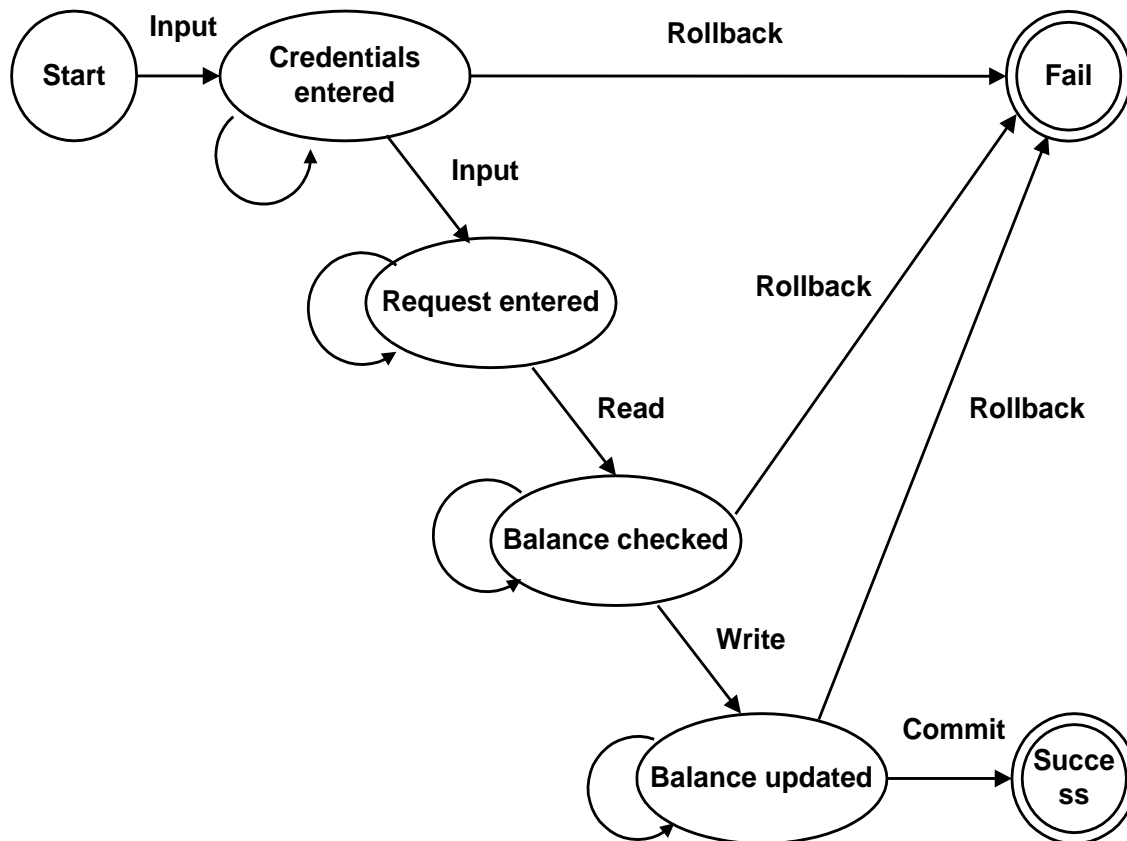 Input
Rollback
Start
Credentials
entered
Fail
Input
Request entered
Rollback
Read
Rollback
Balance checked
Write
Commit
Balance updated
Succe
ss